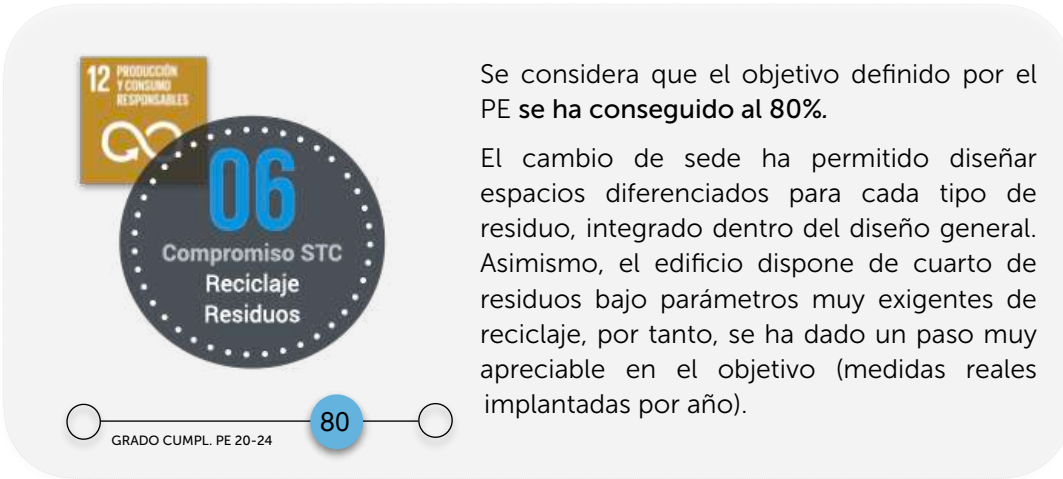 12 PRODUCCIÓN
Y CONSUMO
RESPONSABLES
06
Compromiso STC
Reciclaje
Residuos
80
GRADO CUMPL. PE 20-24
Se considera que el objetivo definido por el
PE se ha conseguido al 80%.
El cambio de sede ha permitido diseñar
espacios diferenciados para cada tipo de
residuo, integrado dentro del diseño general.
Asimismo, el edificio dispone de cuarto de
residuos bajo parámetros muy exigentes de
reciclaje, por tanto, se ha dado un paso muy
apreciable en el objetivo (medidas reales
implantadas por año).